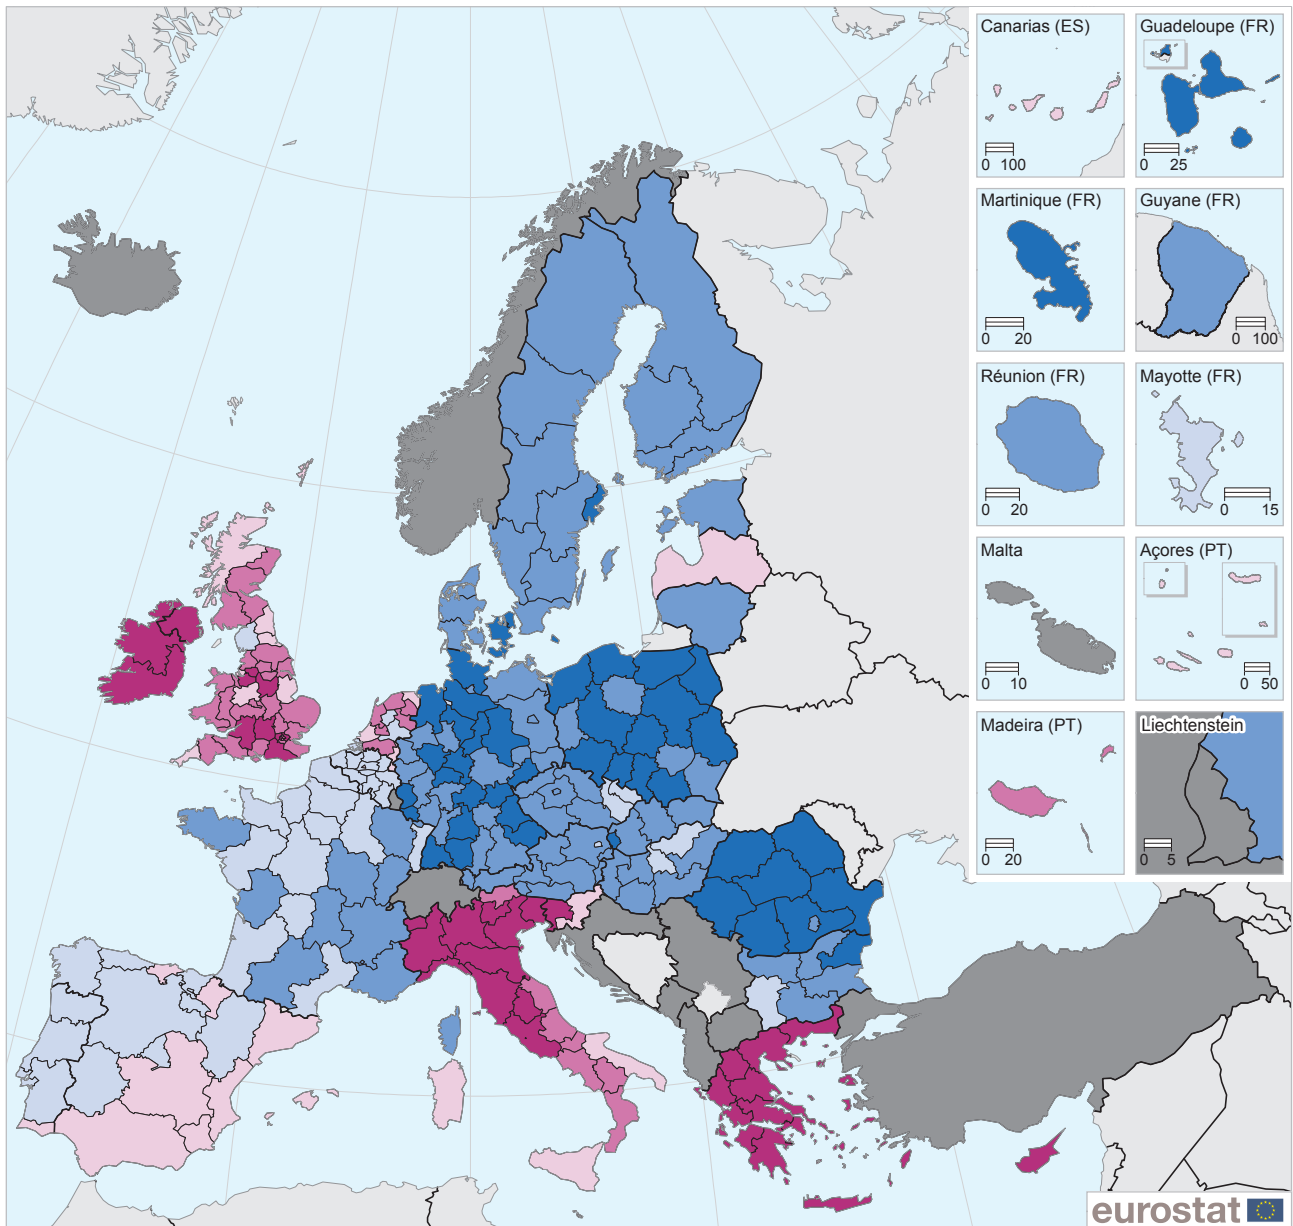 Canarias (ES)
0 100
Guadeloupe (FR)
0 25
Martinique (FR)
0 20
Guyane (FR)
0 100
Réunion (FR)
0 20
Mayotte (FR)
0 15
Malta
0 10
Açores (PT)
0 50
Madeira (PT)
0 20
Liechtenstein
0 5
eurostat